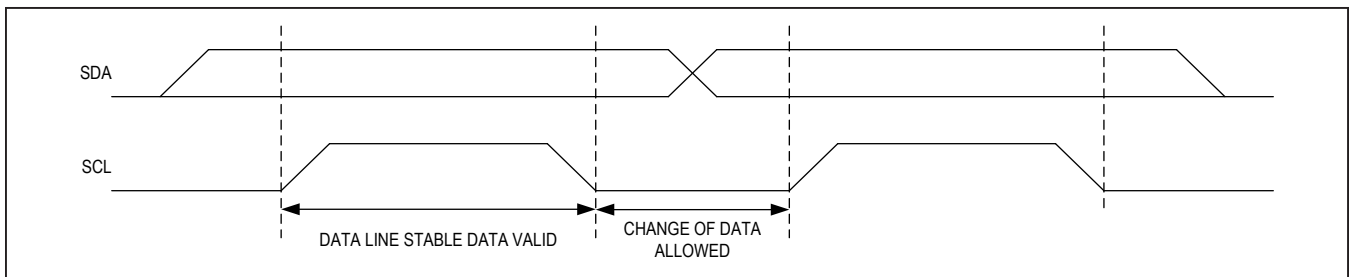 SDA
SCL
DATA LINE STABLE DATA VALID
CHANGE OF DATA
ALLOWED